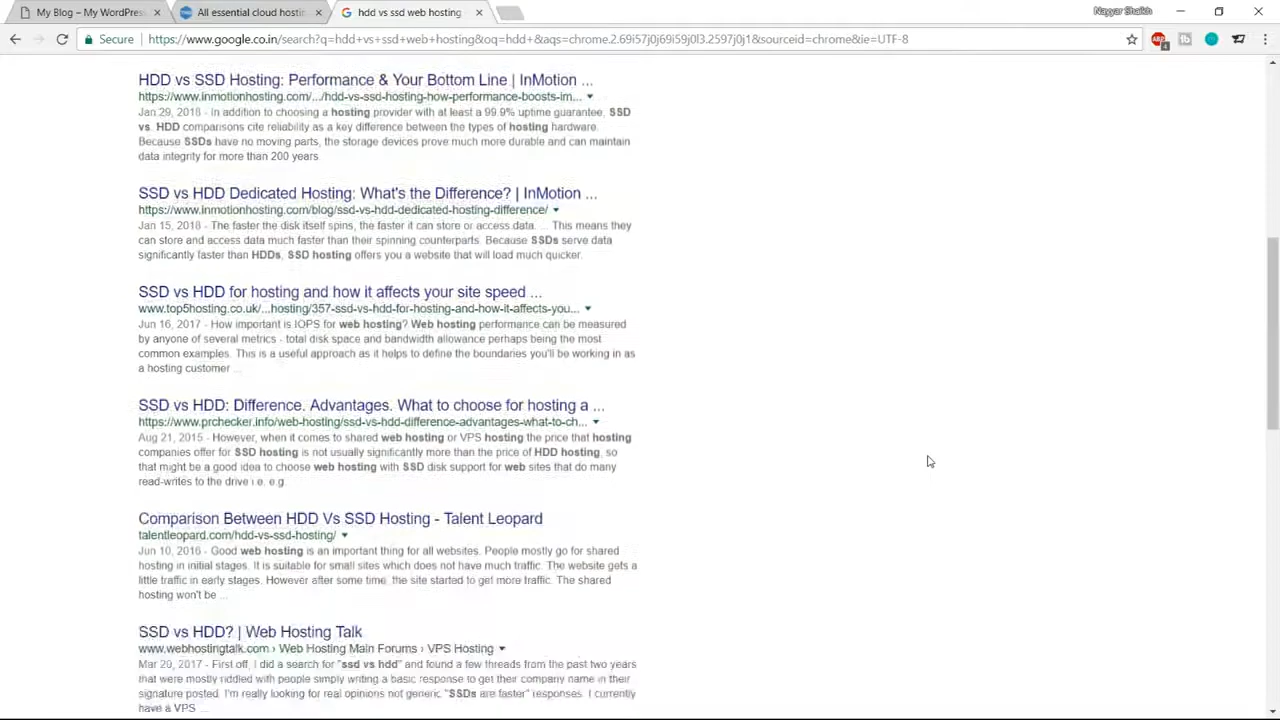 My Blog – My WordPress
All essential cloud hostin
hdd vs ssd web hosting
Nayyar Shaikh
Secure
https://www.google.co.in/search?q=hdd+vs+ssd+web+hosting&oq=hdd+&aqs=chrome.2.69i57j0j69i59j0l3.2597j0j1&sourceid=chrome&ie=UTF-8
HDD vs SSD Hosting: Performance & Your Bottom Line | InMotion ...
https://www.inmotionhosting.com/.../hdd-vs-ssd-hosting-how-performance-boosts-im...
Jan 29, 2018 - In addition to choosing a hosting provider with at least a 99.9% uptime guarantee, SSD
vs. HDD comparisons cite reliability as a key difference between the types of hosting hardware.
Because SSDs have no moving parts, the storage devices prove much more durable and can maintain
data integrity for more than 200 years
SSD vs HDD Dedicated Hosting: What's the Difference? | InMotion ...
https://www.inmotionhosting.com/blog/ssd-vs-hdd-dedicated-hosting-difference/
Jan 15, 2018 - The faster the disk itself spins, the faster it can store or access data. ... This means they
can store and access data much faster than their spinning counterparts. Because SSDs serve data
significantly faster than HDDs, SSD hosting offers you a website that will load much quicker.
SSD vs HDD for hosting and how it affects your site speed ...
www.top5hosting.co.uk/...hosting/357-ssd-vs-hdd-for-hosting-and-how-it-affects-you...
Jun 16, 2017 - How important is IOPS for web hosting? Web hosting performance can be measured
by anyone of several metrics - total disk space and bandwidth allowance perhaps being the most
common examples. This is a useful approach as it helps to define the boundaries you'll be working in as
a hosting customer ...
SSD vs HDD: Difference. Advantages. What to choose for hosting a ...
https://www.prchecker.info/web-hosting/ssd-vs-hdd-difference-advantages-what-to-ch...
Aug 21, 2015 - However, when it comes to shared web hosting or VPS hosting the price that hosting
companies offer for SSD hosting is not usually significantly more than the price of HDD hosting, so
that might be a good idea to choose web hosting with SSD disk support for web sites that do many
read-writes to the drive i.e. e.g.
Comparison Between HDD Vs SSD Hosting - Talent Leopard
talentleopard.com/hdd-vs-ssd-hosting/
Jun 10, 2016 - Good web hosting is an important thing for all websites. People mostly go for shared
hosting in initial stages. It is suitable for small sites which does not have much traffic. The website gets a
little traffic in early stages. However after some time, the site started to get more traffic. The shared
hosting won't be ...
SSD vs HDD? | Web Hosting Talk
www.webhostingtalk.com › Web Hosting Main Forums › VPS Hosting
Mar 20, 2017 - First off, I did a search for "ssd vs hdd" and found a few threads from the past two years
that were mostly riddled with people simply writing a basic response to get their company name in their
signature posted. I'm really looking for real opinions not generic "SSDs are faster" responses. I currently
have a VPS ...